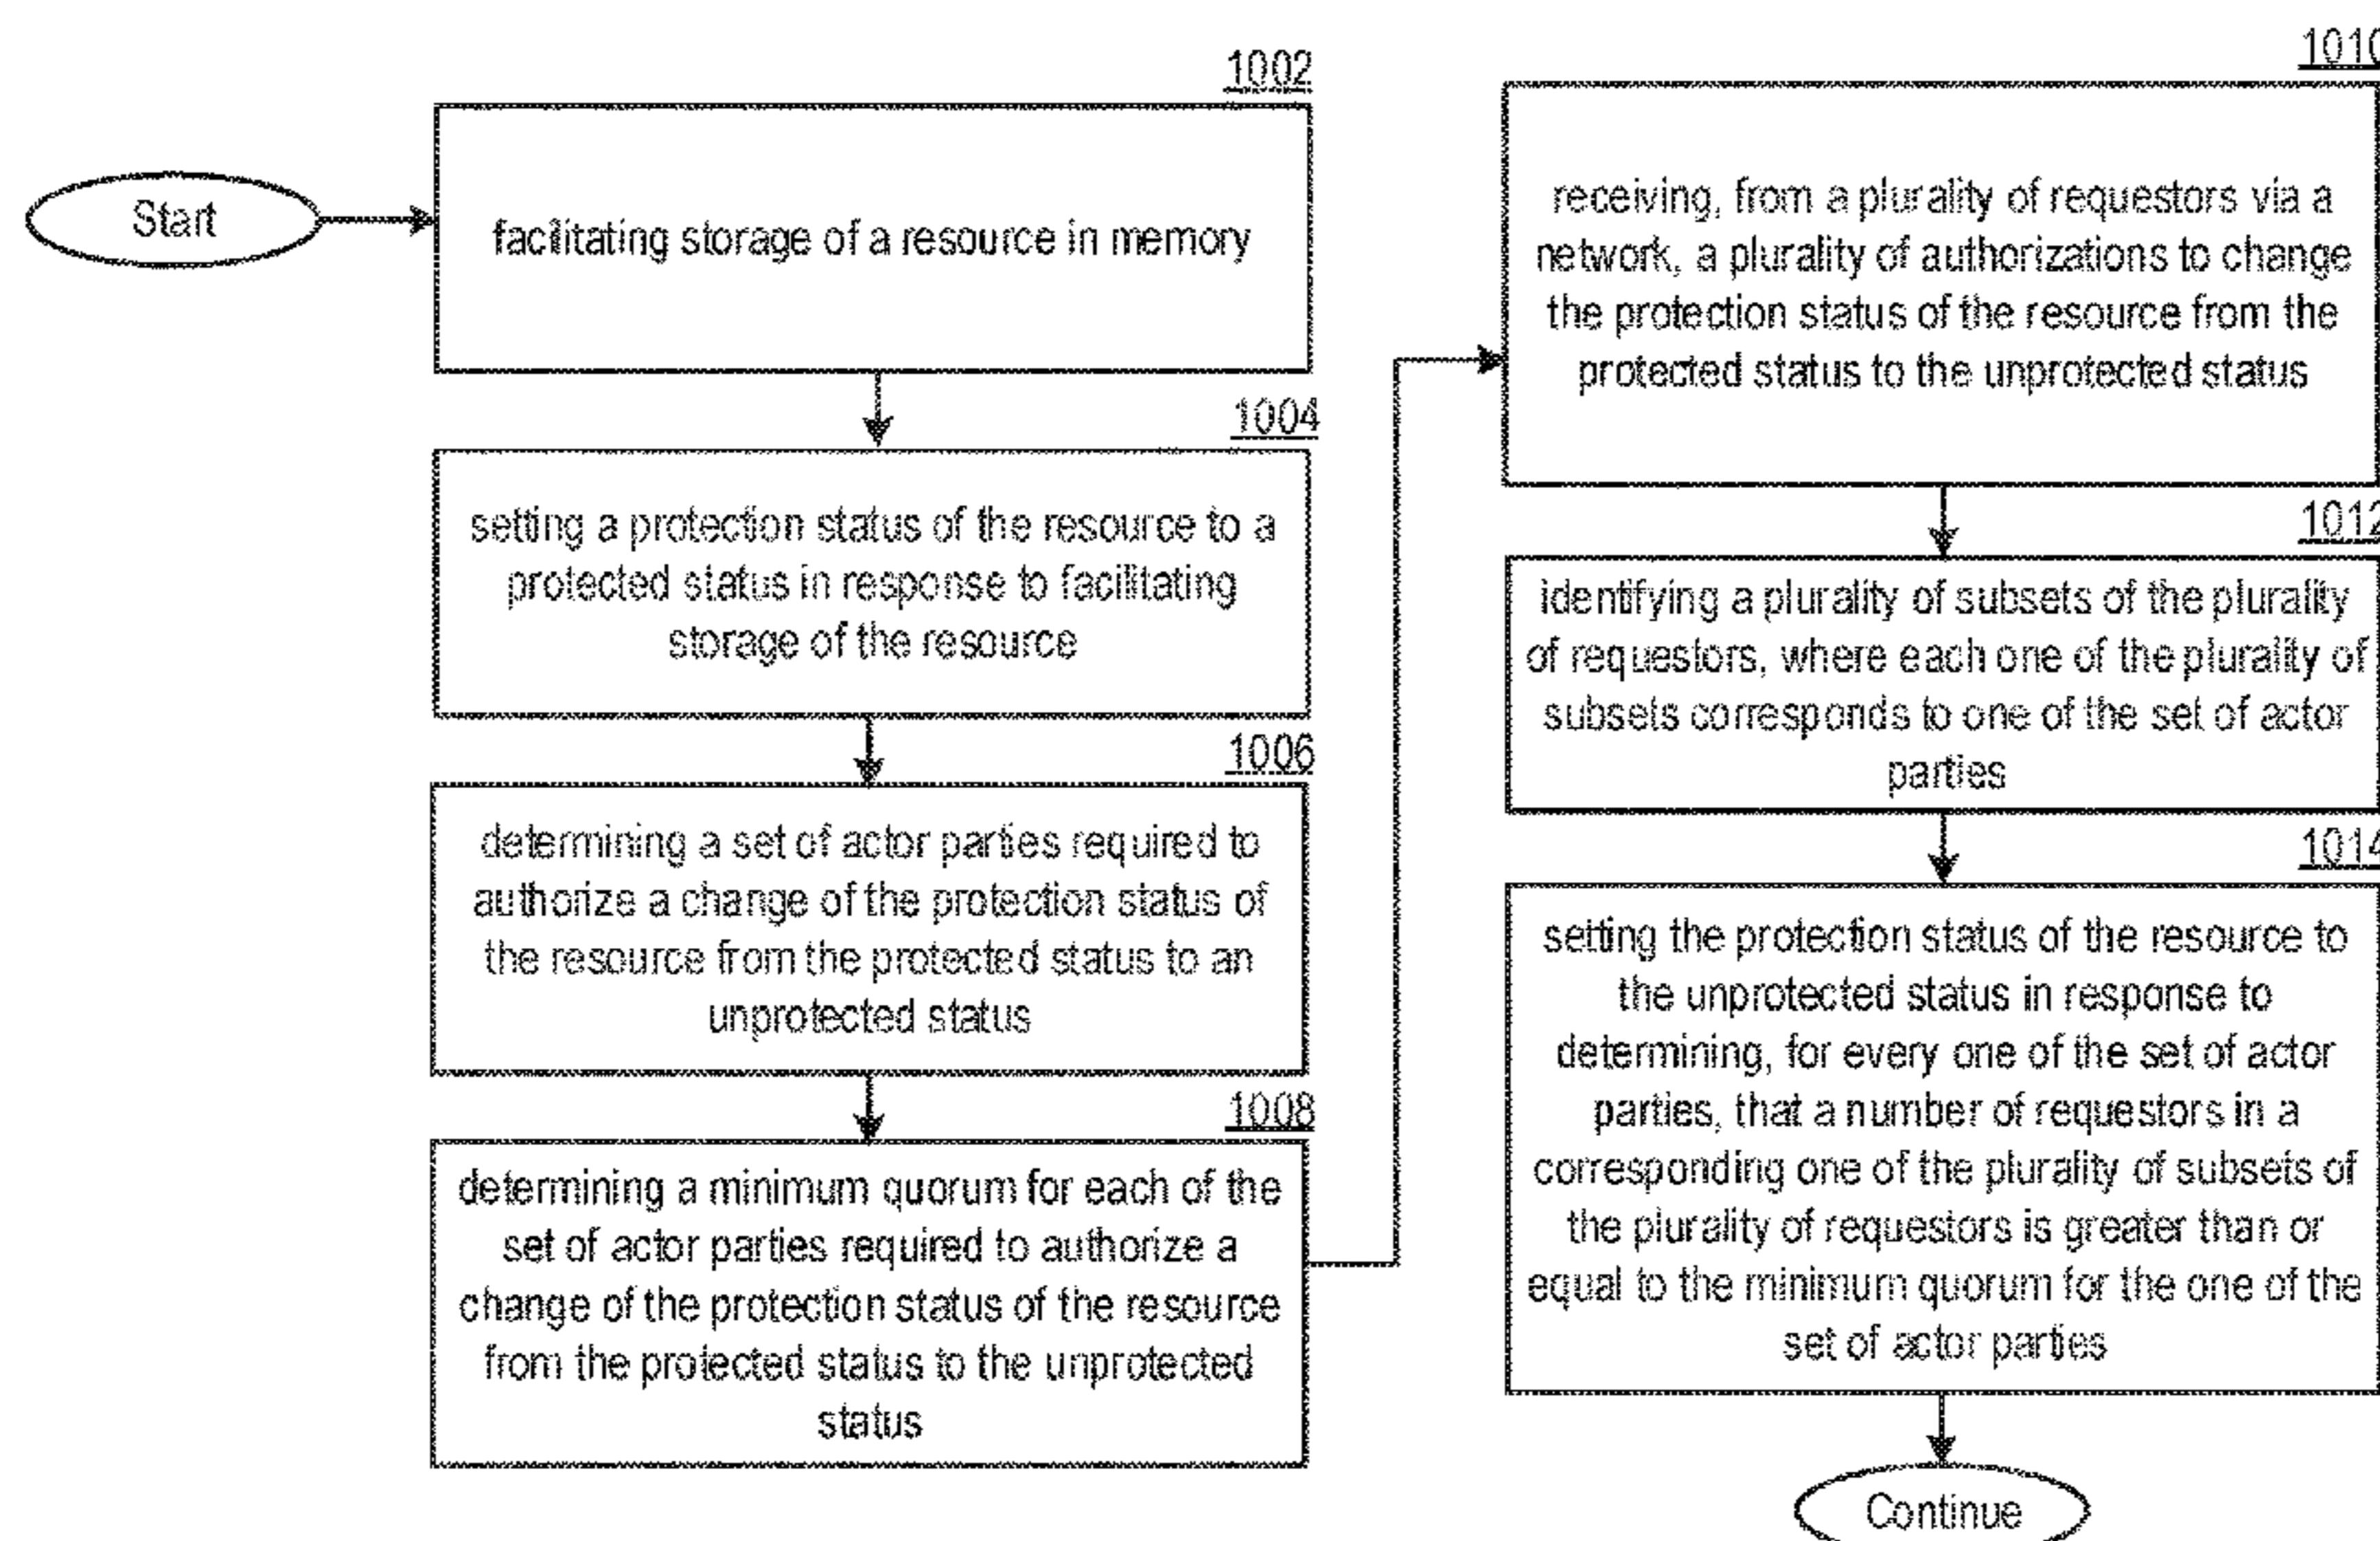 Start
1002
facilitating storage of a resource in memory
1004
setting a protection status of the resource to a
protected status in response to facilitating
storage of the resource
1006
determining a set of actor parties required to
authorize a change of the protection status of
the resource from the protected status to an
unprotected status
1008
determining a minimum quorum for each of the
set of actor parties required to authorize a
change of the protection status of the resource
from the protected status to the unprotected
status
1010
receiving, from a plurality of requestors via a
network, a plurality of authorizations to change
the protection status of the resource from the
protected status to the unprotected status
1012
identifying a plurality of subsets of the plurality
of requestors, where each one of the plurality of
subsets corresponds to one of the set of actor
parties
1014
setting the protection status of the resource to
the unprotected status in response to
determining, for every one of the set of actor
parties, that a number of requestors in a
corresponding one of the plurality of subsets of
the plurality of requestors is greater than or
equal to the minimum quorum for the one of the
set of actor parties
Continue